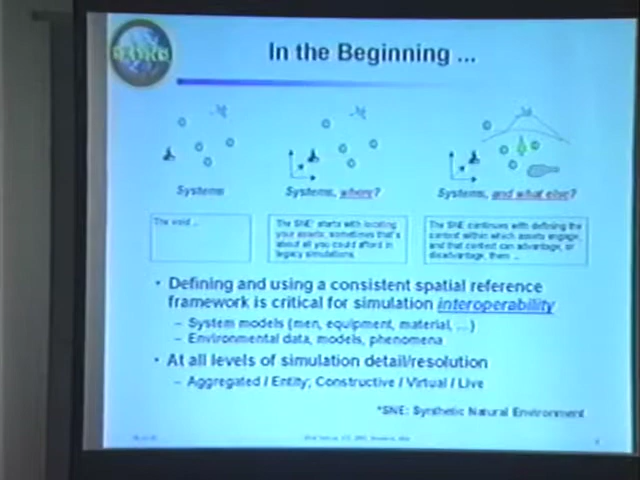 In the Beginning ...
Systems
Systems, where?
Systems, and what else?
The void ...
The SNE* starts with locating
your assets; sometimes that's
about all you could afford in
legacy simulations
The SNE continues with defining the
context within which assets engage,
and that context can advantage, or
disadvantage, them ...
• Defining and using a consistent spatial reference
framework is critical for simulation interoperability
– System models (men, equipment, material, ...)
– Environmental data, models, phenomena
• At all levels of simulation detail/resolution
– Aggregated / Entity; Constructive / Virtual / Live
*SNE: Synthetic Natural Environment